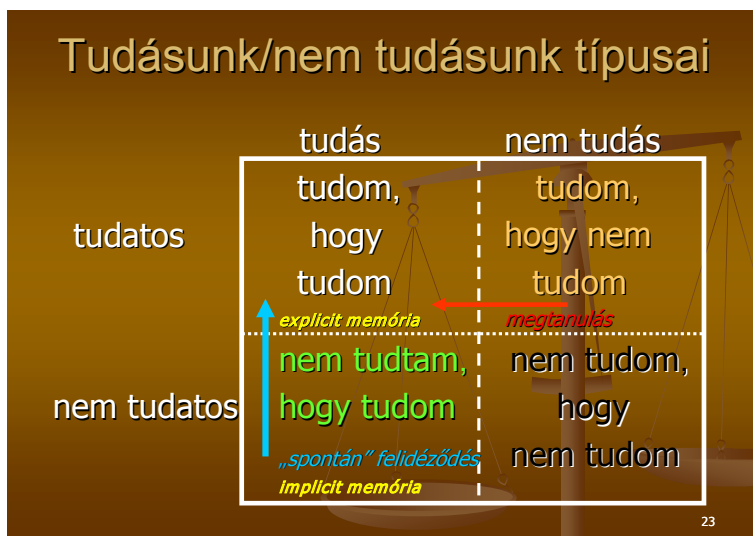 Tudásunk/nem tudásunk típusai
tudás
nem tudás
tudatos
tudom,
hogy
tudom
explicit memória
tudom,
hogy nem
tudom
megtanulás
nem tudatos
nem tudtam,
hogy tudom
„spontán” felidéződés
implicit memória
nem tudom,
hogy
nem tudom
23